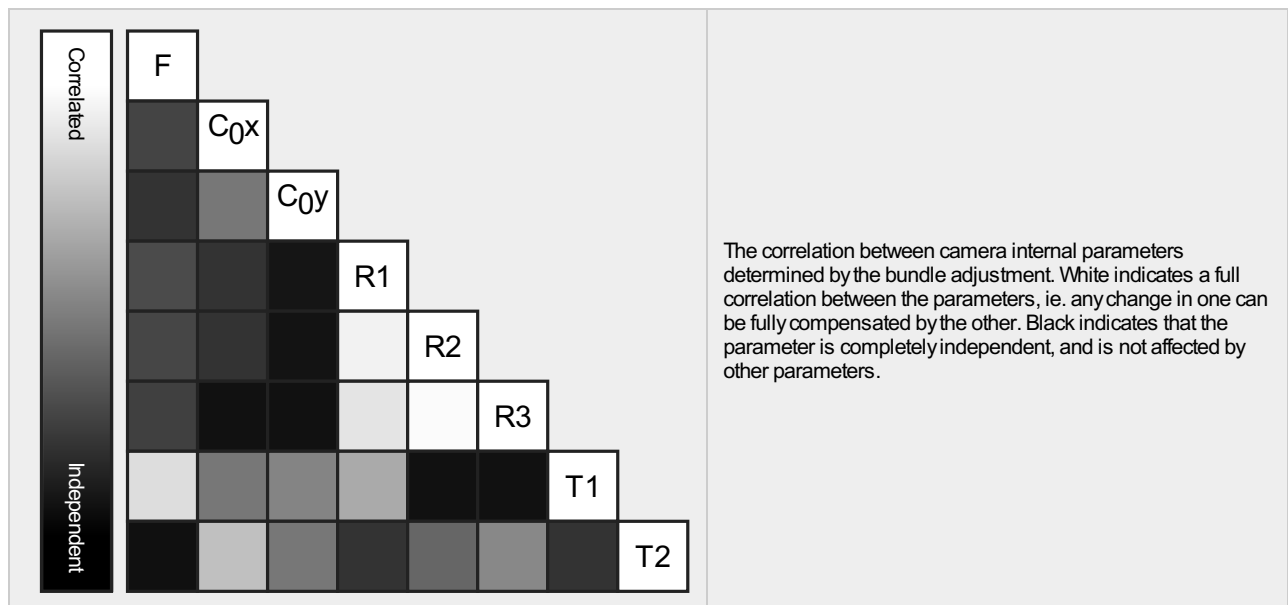 Correlated
Independent
F
C0x
C0y
R1
R2
R3
T1
T2
The correlation between camera internal parameters
determined by the bundle adjustment. White indicates a full
correlation between the parameters, ie. any change in one can
be fully compensated by the other. Black indicates that the
parameter is completely independent, and is not affected by
other parameters.